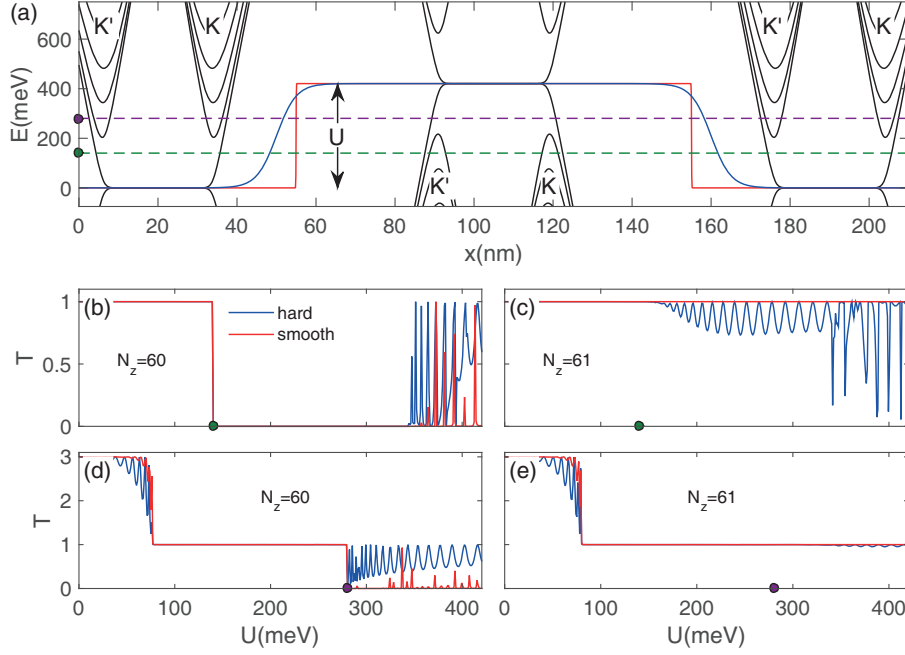 (a)
K' K K' K
E(meV)
600
400
200
0
U
K' K
0 20 40 60 80 100 120 140 160 180 200
x(nm)
(b)
hard
smooth
N_z=60
T
1
0.5
0
(c)
N_z=61
(d)
N_z=60
T
3
2
1
0
0 100 200 300 400
U(meV)
(e)
N_z=61
0 100 200 300 400
U(meV)